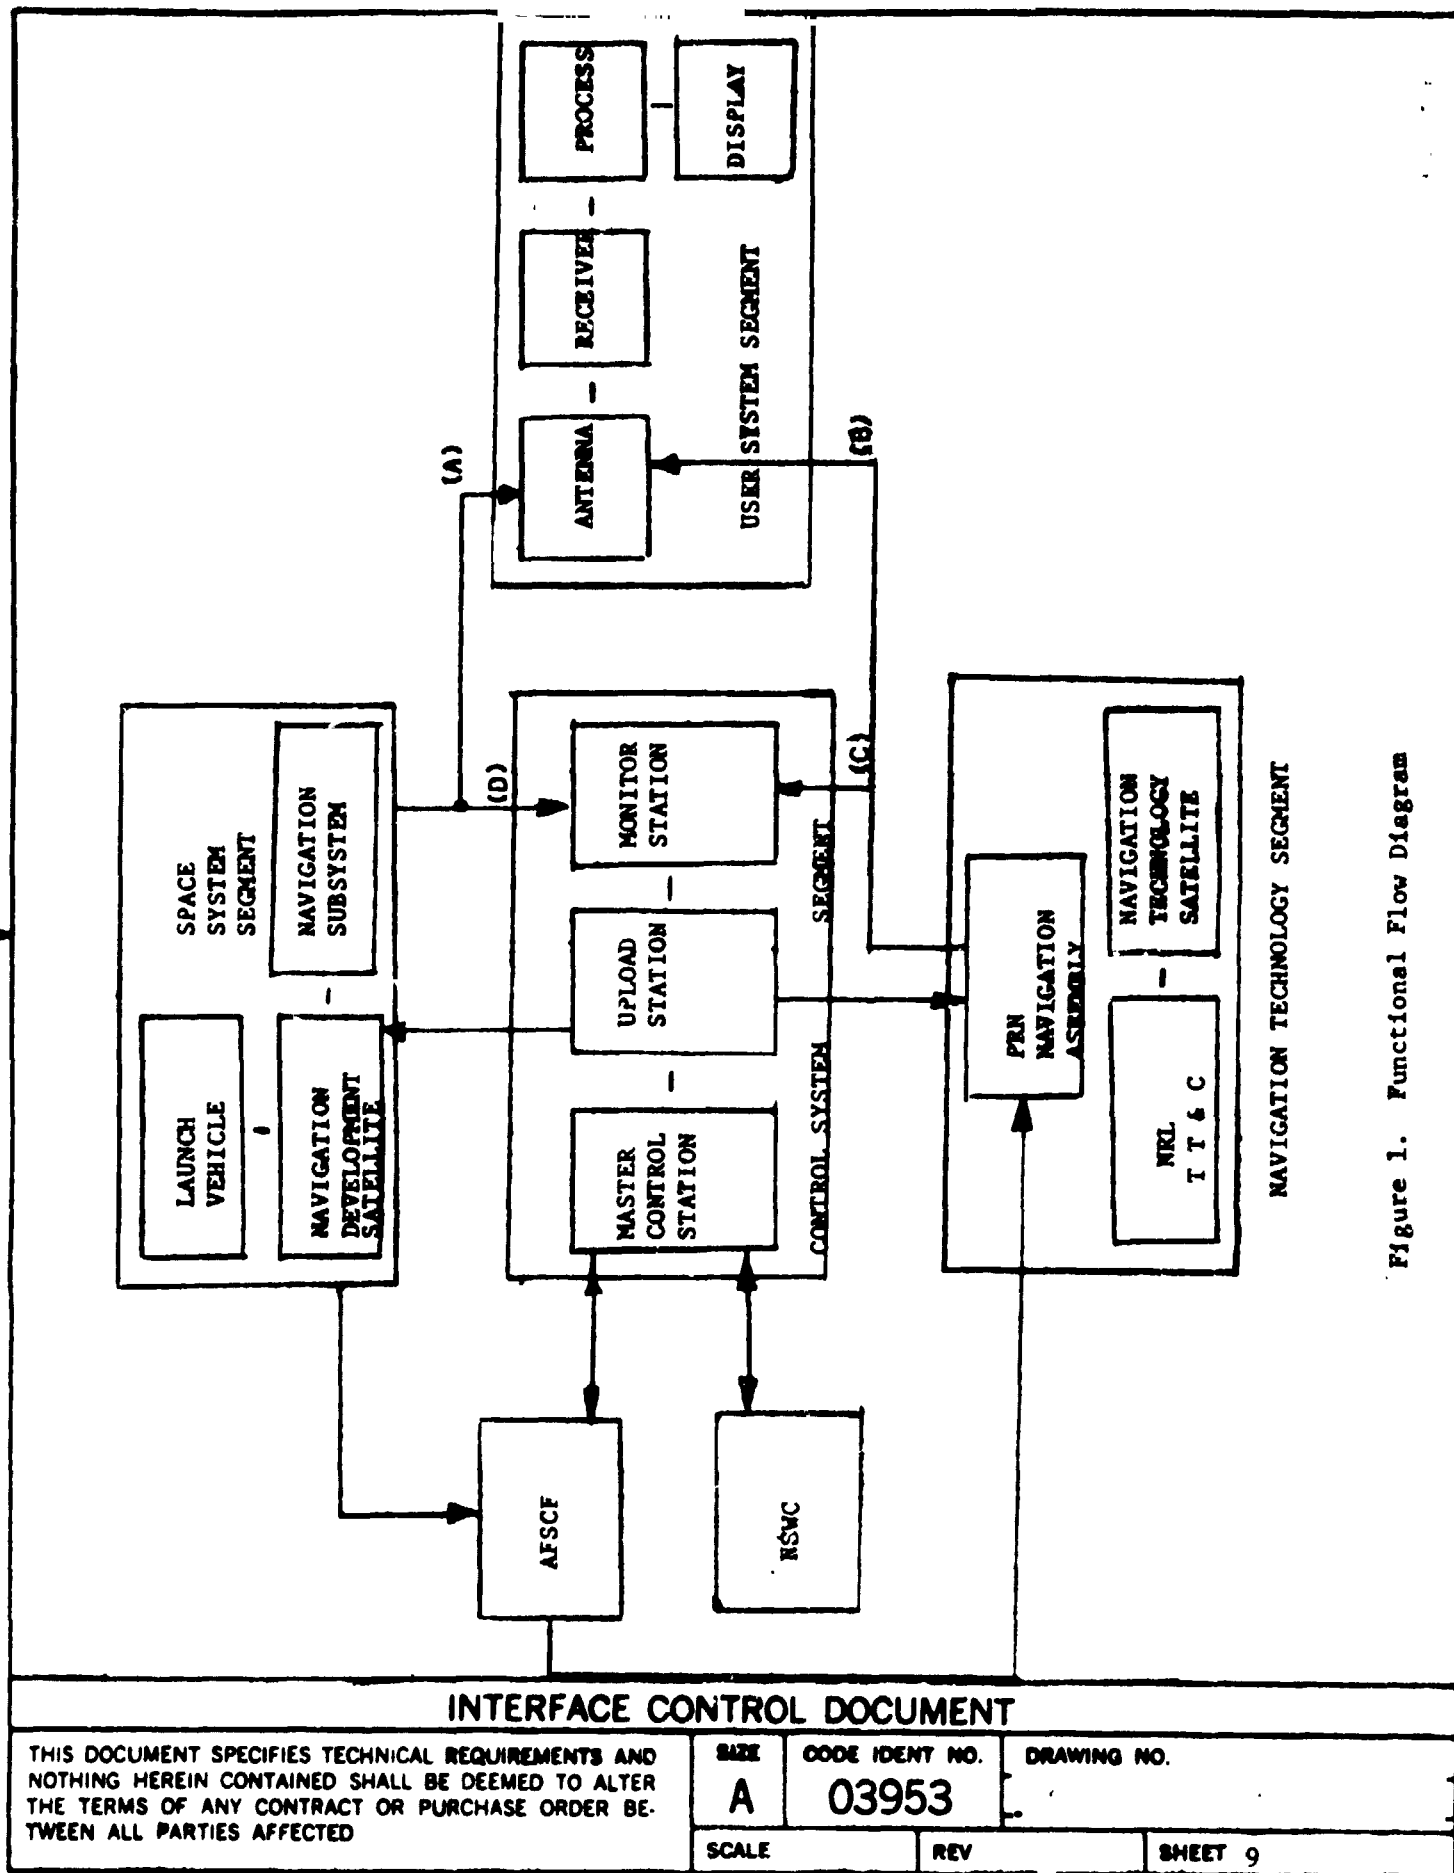 SPACE
SYSTEM
SEGMENT
LAUNCH
VEHICLE
NAVIGATION
DEVELOPMENT
SATELLITE
NAVIGATION
SUBSYSTEM
(A)
(D)
AFSCF
NSWC
MASTER
CONTROL
STATION
UPLOAD
STATION
MONITOR
STATION
CONTROL SYSTEM SEGMENT
ANTENNA
RECEIVER
PROCESS
DISPLAY
USER SYSTEM SEGMENT
(C)
(B)
PRN
NAVIGATION
ASEMBLY
NRL
T T & C
NAVIGATION
TECHNOLOGY
SATELLITE
NAVIGATION TECHNOLOGY SEGMENT
Figure 1. Functional Flow Diagram
INTERFACE CONTROL DOCUMENT
THIS DOCUMENT SPECIFIES TECHNICAL REQUIREMENTS AND
NOTHING HEREIN CONTAINED SHALL BE DEEMED TO ALTER
THE TERMS OF ANY CONTRACT OR PURCHASE ORDER BE-
TWEEN ALL PARTIES AFFECTED
SIZE
A
CODE IDENT NO.
03953
DRAWING NO.
SCALE
REV
SHEET 9